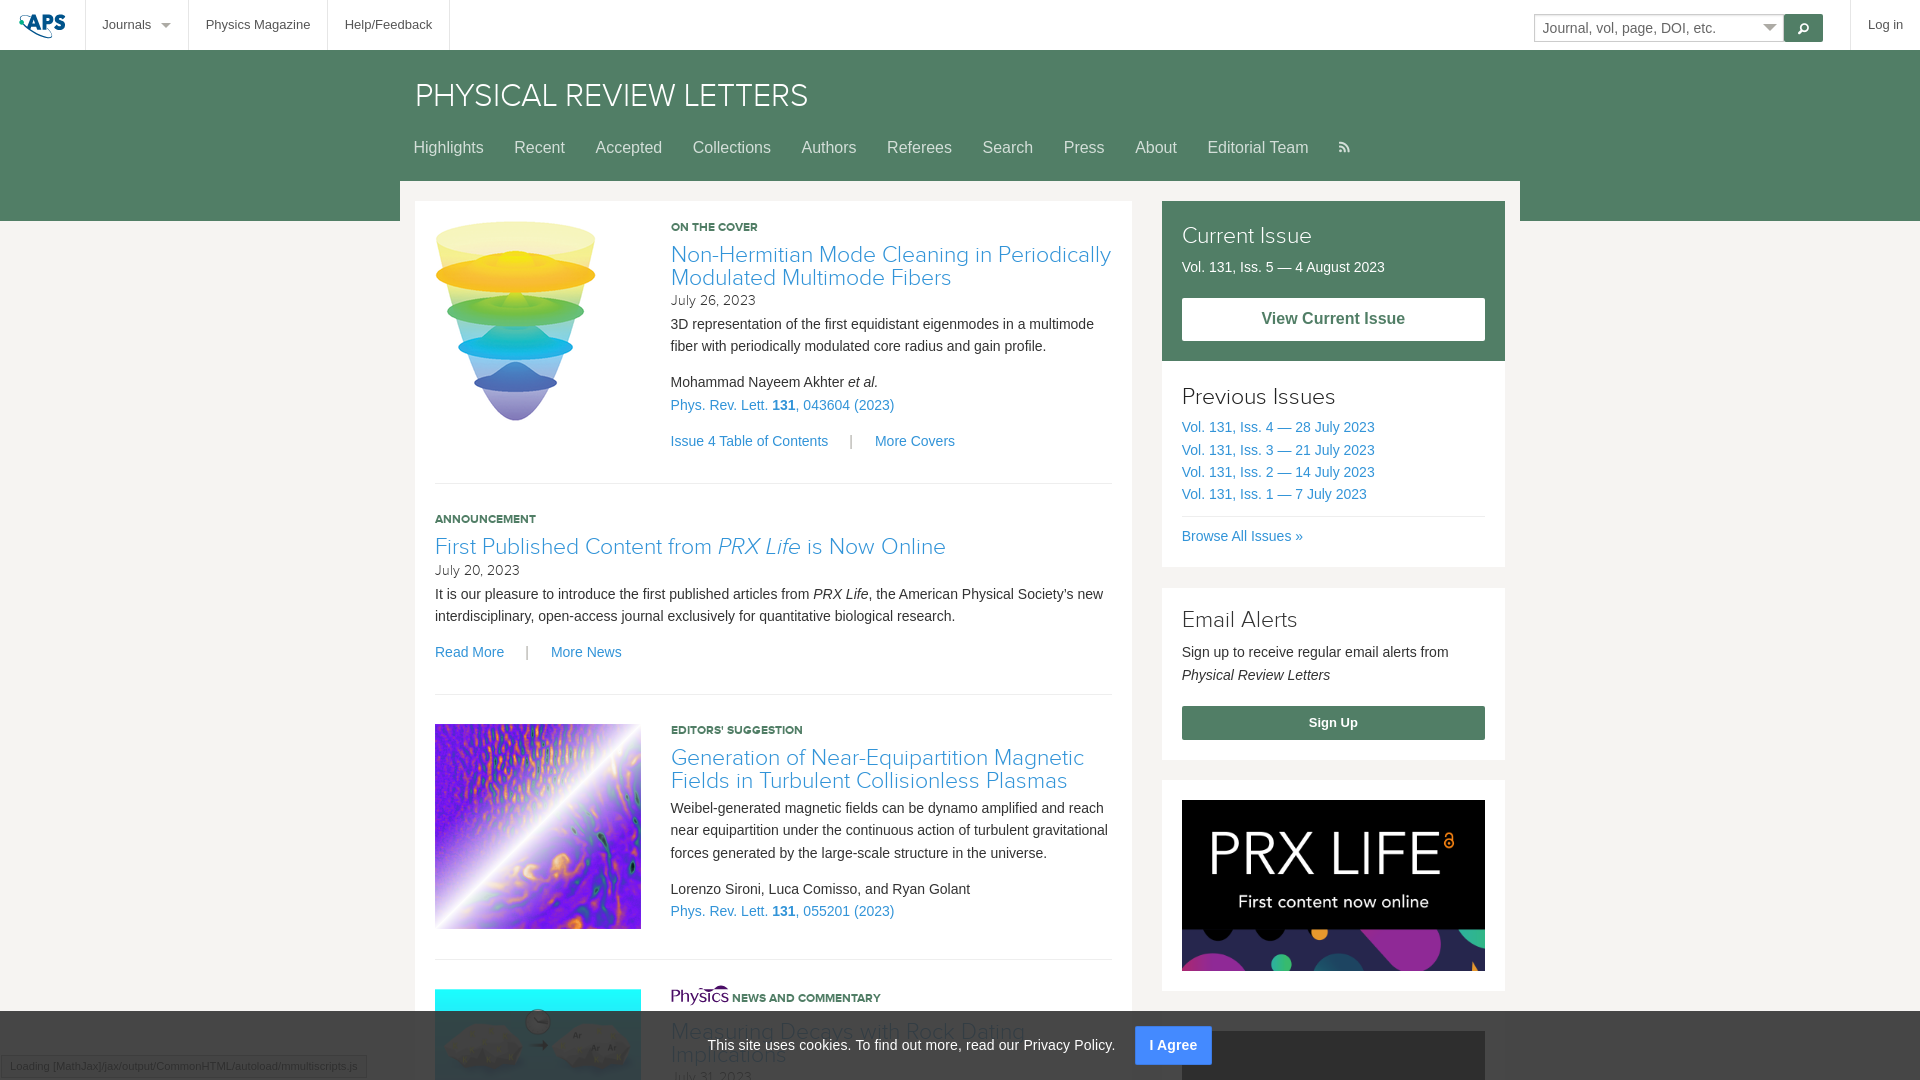 APS
Journals
Physics Magazine
Help/Feedback
Journal, vol, page, DOI, etc.
Log in
PHYSICAL REVIEW LETTERS
Highlights
Recent
Accepted
Collections
Authors
Referees
Search
Press
About
Editorial Team
ON THE COVER
Non-Hermitian Mode Cleaning in Periodically
Modulated Multimode Fibers
July 26, 2023
3D representation of the first equidistant eigenmodes in a multimode
fiber with periodically modulated core radius and gain profile.
Mohammad Nayeem Akhter et al.
Phys. Rev. Lett. 131, 043604 (2023)
Issue 4 Table of Contents | More Covers
ANNOUNCEMENT
First Published Content from PRX Life is Now Online
July 20, 2023
It is our pleasure to introduce the first published articles from PRX Life, the American Physical Society’s new
interdisciplinary, open-access journal exclusively for quantitative biological research.
Read More | More News
EDITORS' SUGGESTION
Generation of Near-Equipartition Magnetic
Fields in Turbulent Collisionless Plasmas
Weibel-generated magnetic fields can be dynamo amplified and reach
near equipartition under the continuous action of turbulent gravitational
forces generated by the large-scale structure in the universe.
Lorenzo Sironi, Luca Comisso, and Ryan Golant
Phys. Rev. Lett. 131, 055201 (2023)
Physics NEWS AND COMMENTARY
Measuring Decays with Rock Dating
Implications
July 31, 2023
Current Issue
Vol. 131, Iss. 5 — 4 August 2023
View Current Issue
Previous Issues
Vol. 131, Iss. 4 — 28 July 2023
Vol. 131, Iss. 3 — 21 July 2023
Vol. 131, Iss. 2 — 14 July 2023
Vol. 131, Iss. 1 — 7 July 2023
Browse All Issues »
Email Alerts
Sign up to receive regular email alerts from
Physical Review Letters
Sign Up
PRX LIFE
First content now online
This site uses cookies. To find out more, read our Privacy Policy.
I Agree
Loading [MathJax]/jax/output/CommonHTML/autoload/mmultiscripts.js